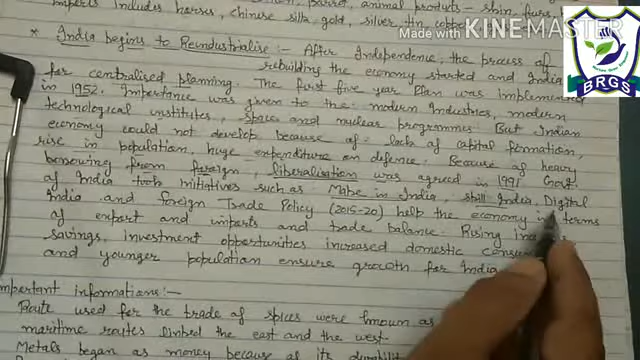 imports includes horses, chinese silk, gold, silver, tin, copper
Made with KINEMASTER
BRGS
* India begins to Reindustrialise :- After Independence, the process of
rebuilding the economy started and India
for centralised planning. The first five year Plan was implemented
in 1952. Importance was given to the modern Industries, modern
technological institutes, space and nuclear programmes. But Indian
economy could not develop because of lack of capital formation,
rise in population, huge expenditure on defence. Because of heavy
borrowing from foreign, liberalisation was agreed in 1991 Govt.
of India took initiatives such as Make in India, skill India, Digital
India and Foreign Trade Policy (2015-20) help the economy in terms
of export and imports and trade balance. Rising
savings, investment opportunities increased domestic
and younger population ensure growth for India
Important informations :-
Route used for the trade of spices were known as
maritime routes linked the east and the west
Metals began as money because of its durability